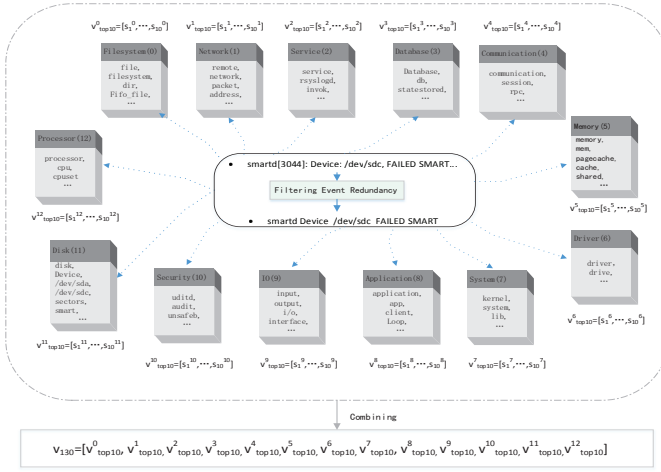 v⁰top10=[s₁⁰,…,s₁₀⁰]
v¹top10=[s₁¹,…,s₁₀¹]
v²top10=[s₁²,…,s₁₀²]
v³top10=[s₁³,…,s₁₀³]
v⁴top10=[s₁⁴,…,s₁₀⁴]
Filesystem(0)
file,
filesystem,
dir,
Fifo_file,
…
Network(1)
remote,
network,
packet,
address,
…
Service(2)
service,
rsyslogd,
invok,
…
Database(3)
Database,
db,
statestored,
…
Communication(4)
communication,
session,
rpc,
…
Processor(12)
processor,
cpu,
cpuset
…
v¹²top10=[s₁¹²,…,s₁₀¹²]
• smartd[3044]: Device: /dev/sdc, FAILED SMART...
Filtering Event Redundancy
• smartd Device /dev/sdc FAILED SMART
Memory(5)
memory,
mem,
pagecache,
cache,
shared,
…
v⁵top10=[s₁⁵,…,s₁₀⁵]
Disk(11)
disk,
Device,
/dev/sda,
/dev/sdc,
sectors,
smart,
…
v¹¹top10=[s₁¹¹,…,s₁₀¹¹]
Security(10)
uditd,
audit,
unsafeb,
…
v¹⁰top10=[s₁¹⁰,…,s₁₀¹⁰]
IO(9)
input,
output,
i/o,
interface,
…
v⁹top10=[s₁⁹,…,s₁₀⁹]
Application(8)
application,
app,
client,
Loop,
…
v⁸top10=[s₁⁸,…,s₁₀⁸]
System(7)
kernel,
system,
lib,
…
v⁷top10=[s₁⁷,…,s₁₀⁷]
Driver(6)
driver,
drive,
…
v⁶top10=[s₁⁶,…,s₁₀⁶]
Combining
v₁₃₀=[v⁰top10, v¹top10, v²top10, v³top10, v⁴top10, v⁵top10, v⁶top10, v⁷top10, v⁸top10, v⁹top10, v¹⁰top10, v¹¹top10, v¹²top10]